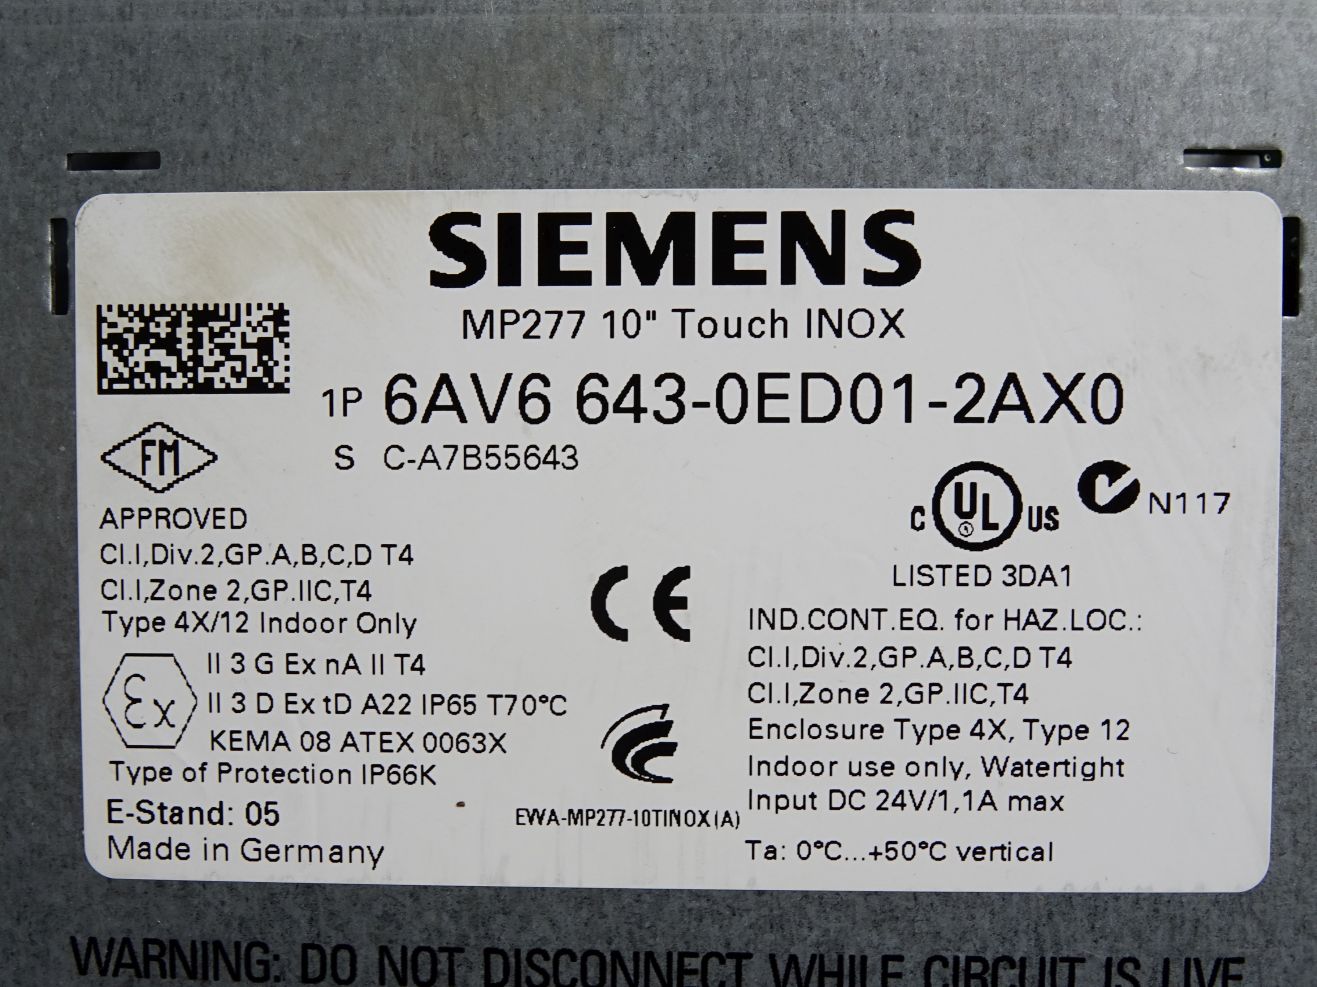 SIEMENS
MP277 10" Touch INOX
1P 6AV6 643-0ED01-2AX0
S C-A7B55643
FM
APPROVED
Cl.I,Div.2,GP.A,B,C,D T4
Cl.I,Zone 2,GP.IIC,T4
Type 4X/12 Indoor Only
Ex
II 3 G Ex nA II T4
II 3 D Ex tD A22 IP65 T70°C
KEMA 08 ATEX 0063X
Type of Protection IP66K
E-Stand: 05
Made in Germany
CE
EWA-MP277-10TINOX(A)
C UL US
N117
LISTED 3DA1
IND.CONT.EQ. for HAZ.LOC.:
Cl.I,Div.2,GP.A,B,C,D T4
Cl.I,Zone 2,GP.IIC,T4
Enclosure Type 4X, Type 12
Indoor use only, Watertight
Input DC 24V/1,1A max
Ta: 0°C...+50°C vertical
WARNING: DO NOT DISCONNECT WHILE CIRCUIT IS LIVE